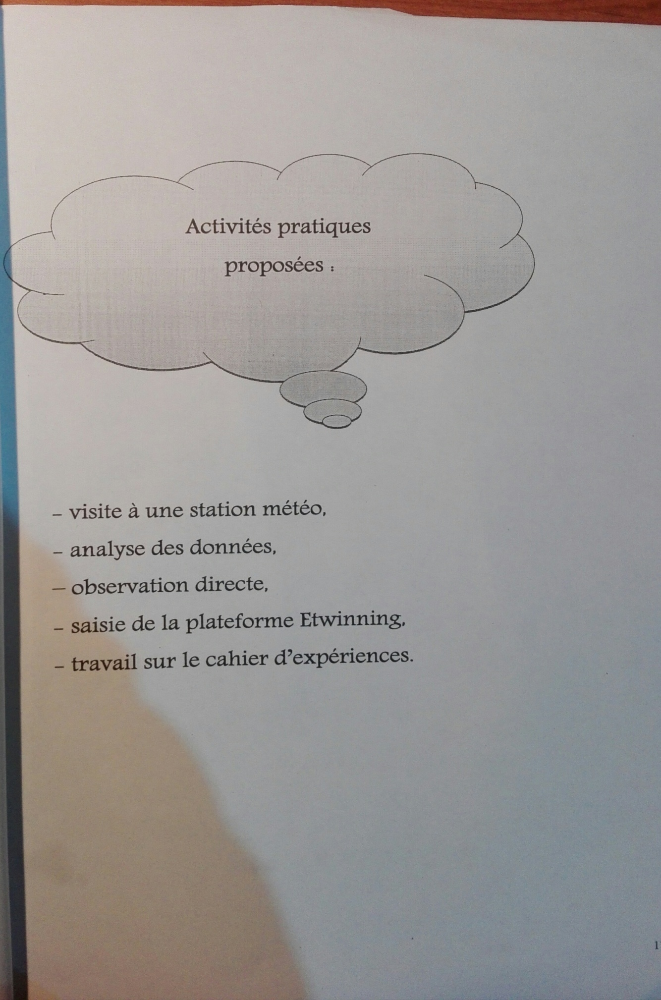 Activités pratiques
proposées :
– visite à une station météo,
– analyse des données,
– observation directe,
– saisie de la plateforme Etwinning,
– travail sur le cahier d’expériences.